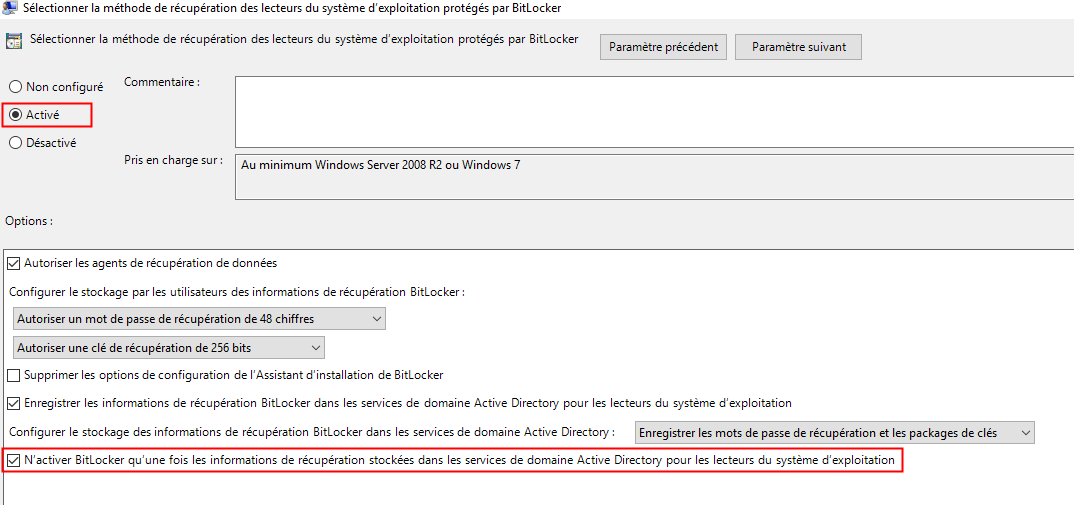 Sélectionner la méthode de récupération des lecteurs du système d'exploitation protégés par BitLocker
Sélectionner la méthode de récupération des lecteurs du système d'exploitation protégés par BitLocker
Paramètre précédent
Paramètre suivant
Non configuré
Commentaire :
Activé
Désactivé
Pris en charge sur :
Au minimum Windows Server 2008 R2 ou Windows 7
Options :
Autoriser les agents de récupération de données
Configurer le stockage par les utilisateurs des informations de récupération BitLocker :
Autoriser un mot de passe de récupération de 48 chiffres
Autoriser une clé de récupération de 256 bits
Supprimer les options de configuration de l'Assistant d'installation de BitLocker
Enregistrer les informations de récupération BitLocker dans les services de domaine Active Directory pour les lecteurs du système d'exploitation
Configurer le stockage des informations de récupération BitLocker dans les services de domaine Active Directory :
Enregistrer les mots de passe de récupération et les packages de clés
N'activer BitLocker qu'une fois les informations de récupération stockées dans les services de domaine Active Directory pour les lecteurs du système d'exploitation